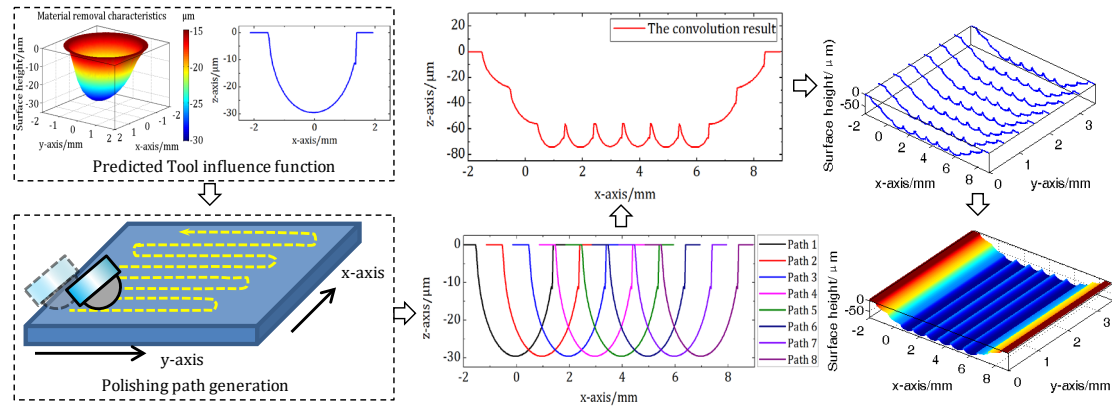 Material removal characteristics
μm
Surface height/μm
0
-10
-20
-30
-2
-1
0
1
2
2
1
0
-1
-2
y-axis/mm
x-axis/mm
-15
-20
-25
-30
z-axis/μm
0
-10
-20
-30
-40
-2
0
2
x-axis/mm
Predicted Tool influence function
x-axis
y-axis
Polishing path generation
The convolution result
z-axis/μm
20
0
-20
-40
-60
-80
0
2
4
6
8
x-axis/mm
z-axis/μm
0
-10
-20
-30
-2
0
2
4
6
8
x-axis/mm
Path 1
Path 2
Path 3
Path 4
Path 5
Path 6
Path 7
Path 8
Surface height/μm)
0
-50
-2
0
2
4
6
8
0
1
2
3
x-axis/mm
y-axis/mm
Surface height/μm
0
-50
-2
0
2
4
6
8
0
1
2
3
x-axis/mm
y-axis/mm